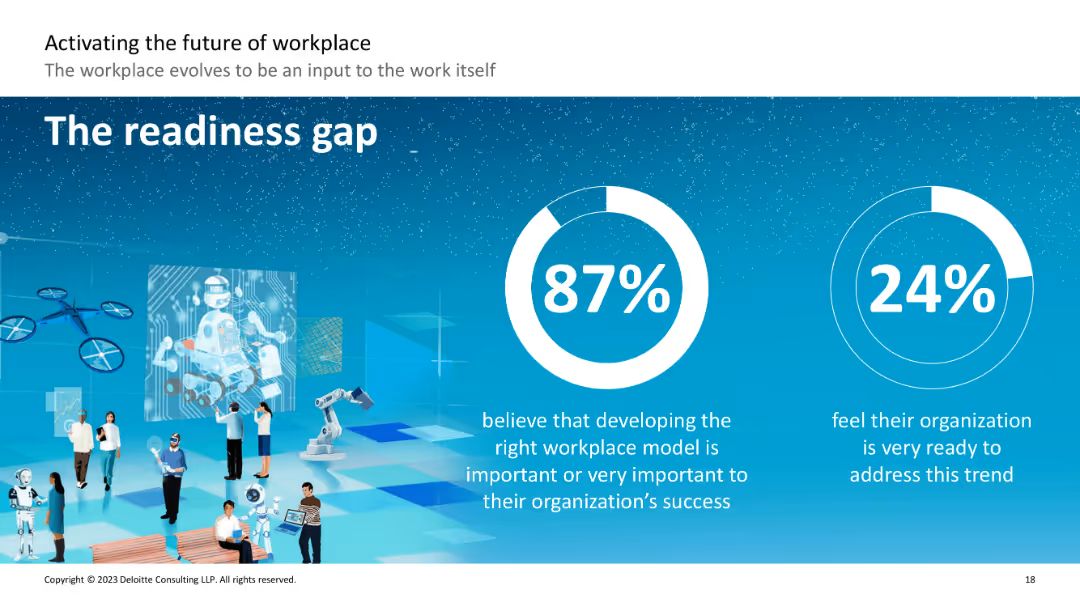 Activating the future of workplace
The workplace evolves to be an input to the work itself
The readiness gap
87%
believe that developing the
right workplace model is
important or very important to
their organization's success
24%
feel their organization
is very ready to
address this trend
Copyright © 2023 Deloitte Consulting LLP. All rights reserved.
18